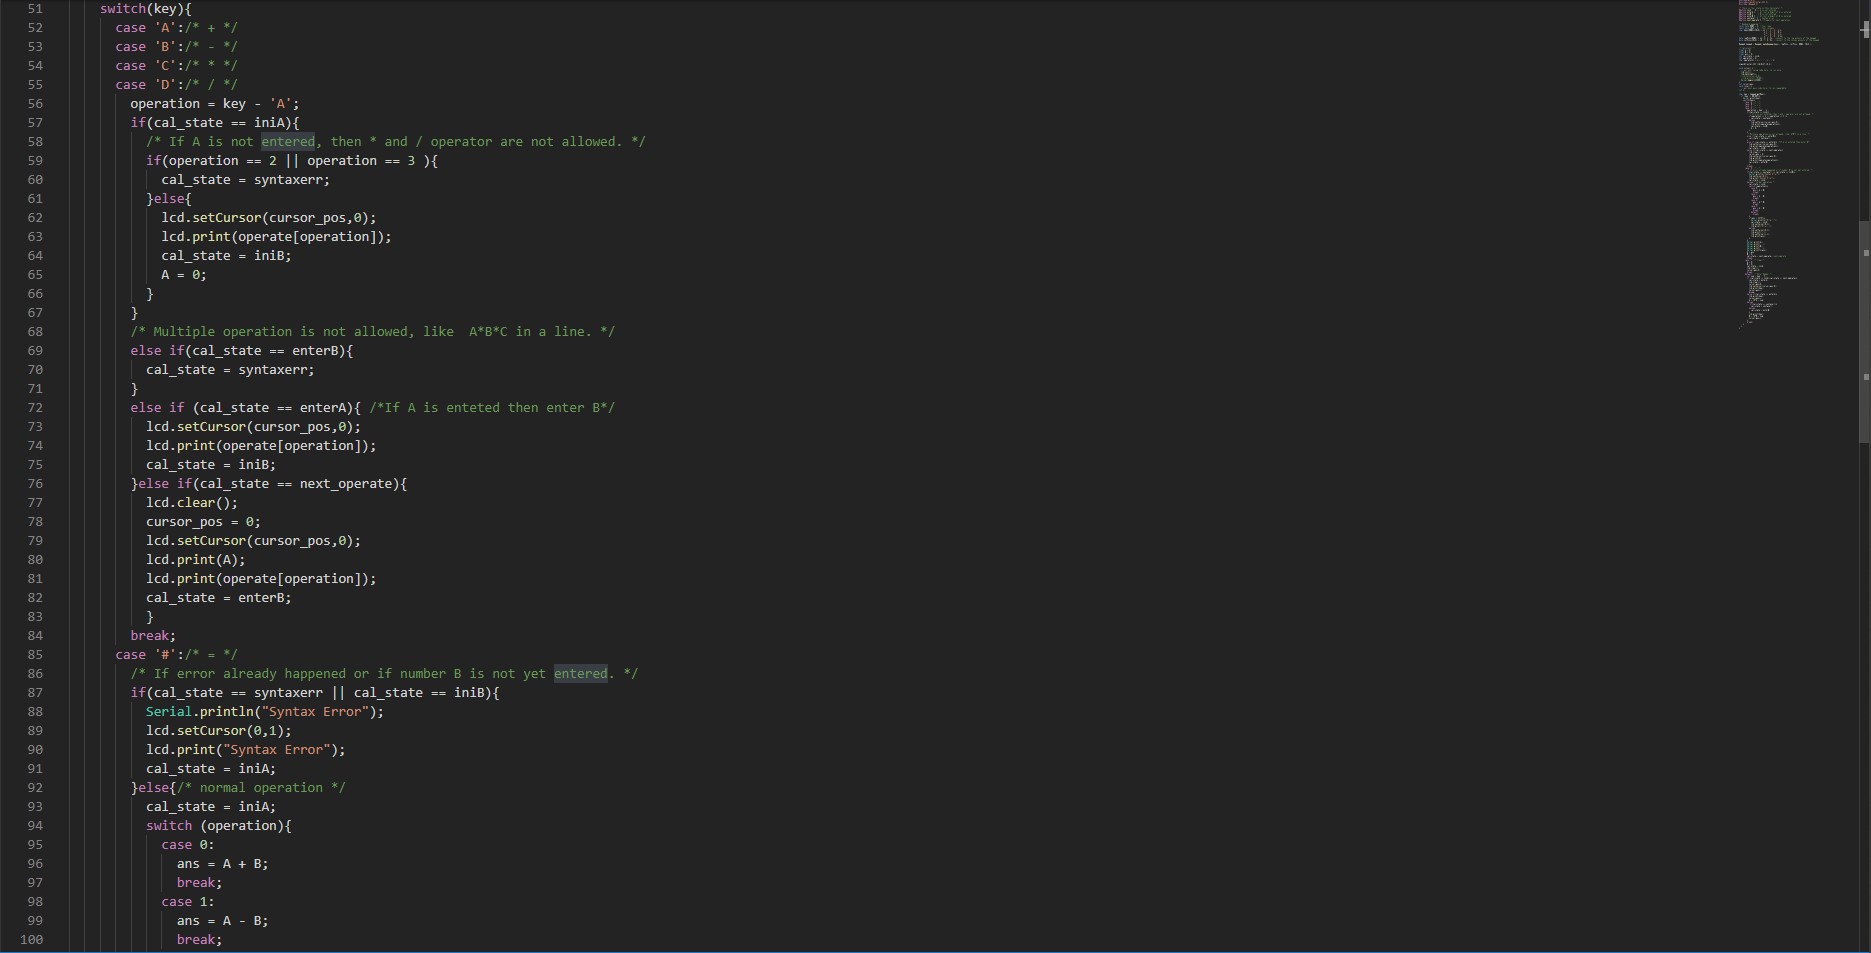 51 switch(key){
52 case 'A':/* + */
53 case 'B':/* - */
54 case 'C':/* * */
55 case 'D':/* / */
56 operation = key - 'A';
57 if(cal_state == iniA){
58 /* If A is not entered, then * and / operator are not allowed. */
59 if(operation == 2 || operation == 3 ){
60 cal_state = syntaxerr;
61 }else{
62 lcd.setCursor(cursor_pos,0);
63 lcd.print(operate[operation]);
64 cal_state = iniB;
65 A = 0;
66 }
67 }
68 /* Multiple operation is not allowed, like  A*B*C in a line. */
69 else if(cal_state == enterB){
70 cal_state = syntaxerr;
71 }
72 else if (cal_state == enterA){ /*If A is enteted then enter B*/
73 lcd.setCursor(cursor_pos,0);
74 lcd.print(operate[operation]);
75 cal_state = iniB;
76 }else if(cal_state == next_operate){
77 lcd.clear();
78 cursor_pos = 0;
79 lcd.setCursor(cursor_pos,0);
80 lcd.print(A);
81 lcd.print(operate[operation]);
82 cal_state = enterB;
83 }
84 break;
85 case '#':/* = */
86 /* If error already happened or if number B is not yet entered. */
87 if(cal_state == syntaxerr || cal_state == iniB){
88 Serial.println("Syntax Error");
89 lcd.setCursor(0,1);
90 lcd.print("Syntax Error");
91 cal_state = iniA;
92 }else{/* normal operation */
93 cal_state = iniA;
94 switch (operation){
95 case 0:
96 ans = A + B;
97 break;
98 case 1:
99 ans = A - B;
100 break;